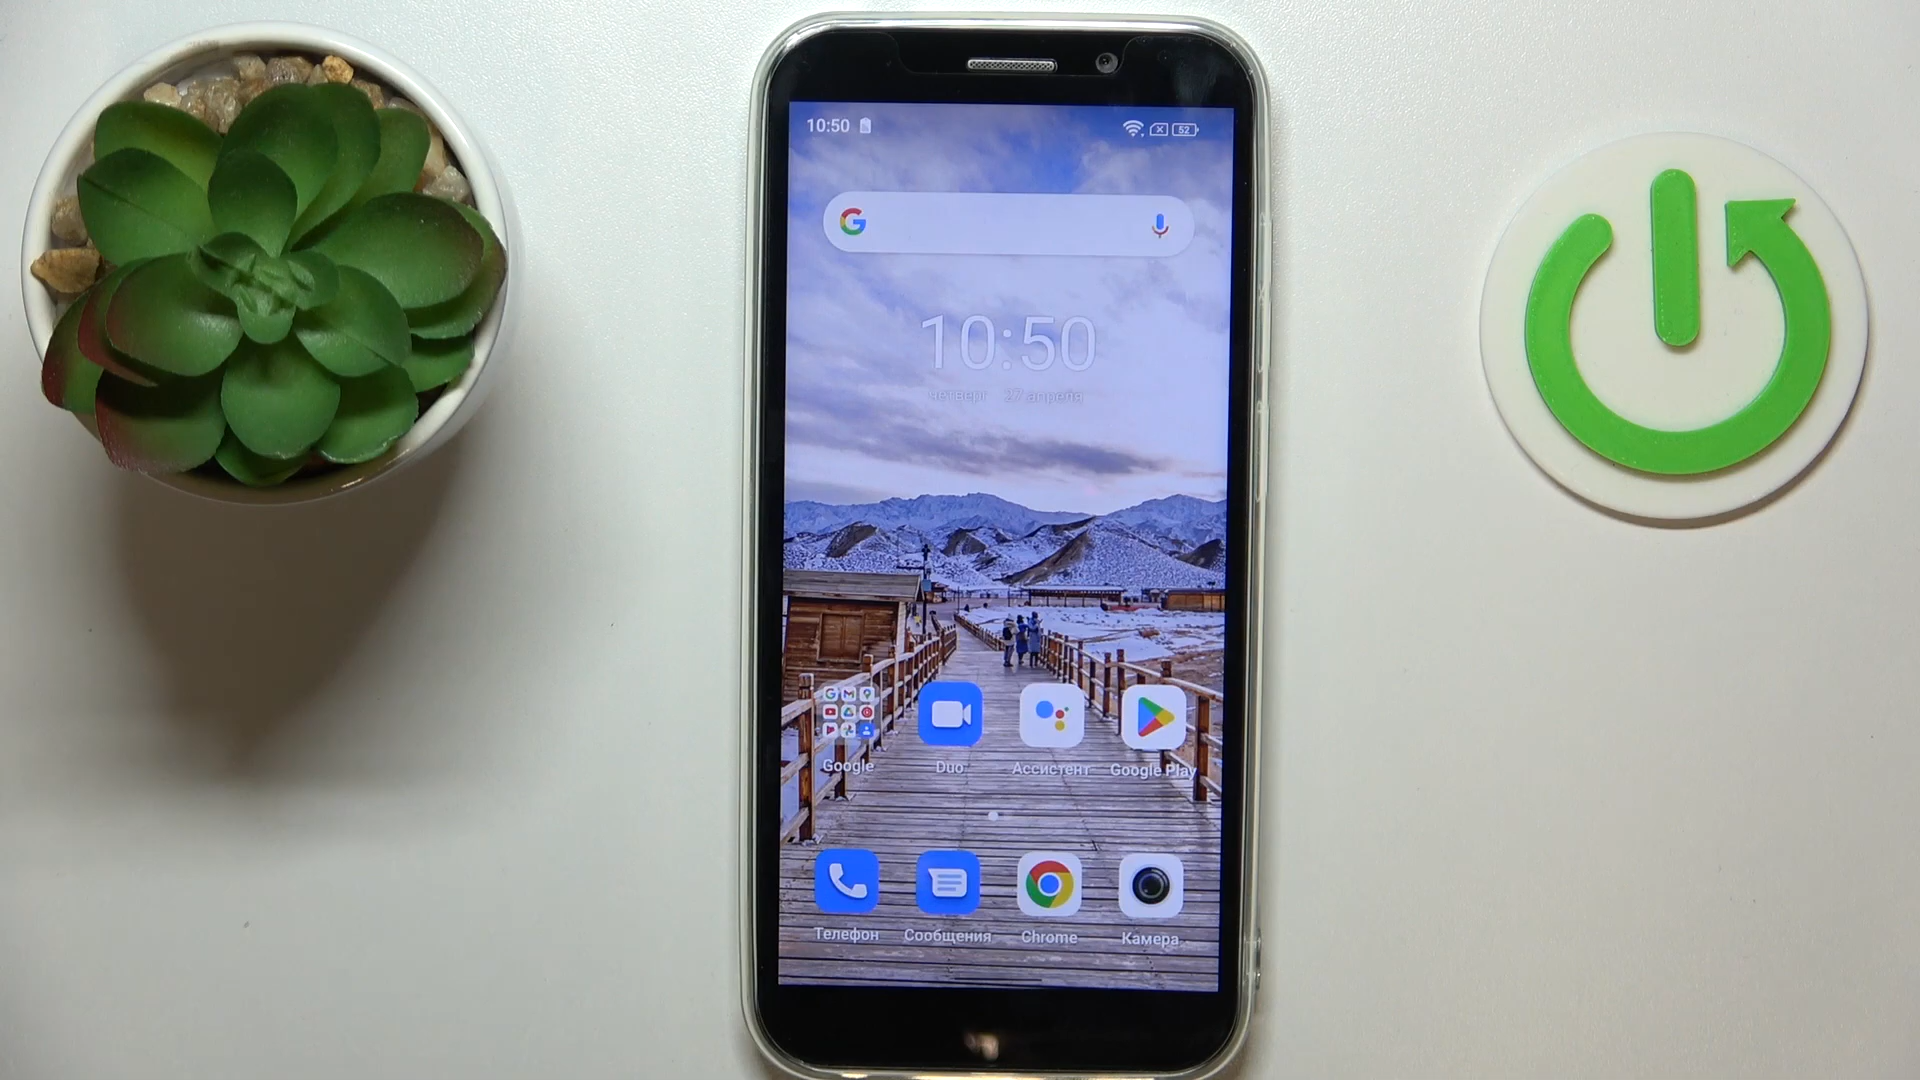 10:50
52
10:50
четверг 27 апреля
Google
Duo
Ассистент
Google Play
Телефон
Сообщения
Chrome
Камера